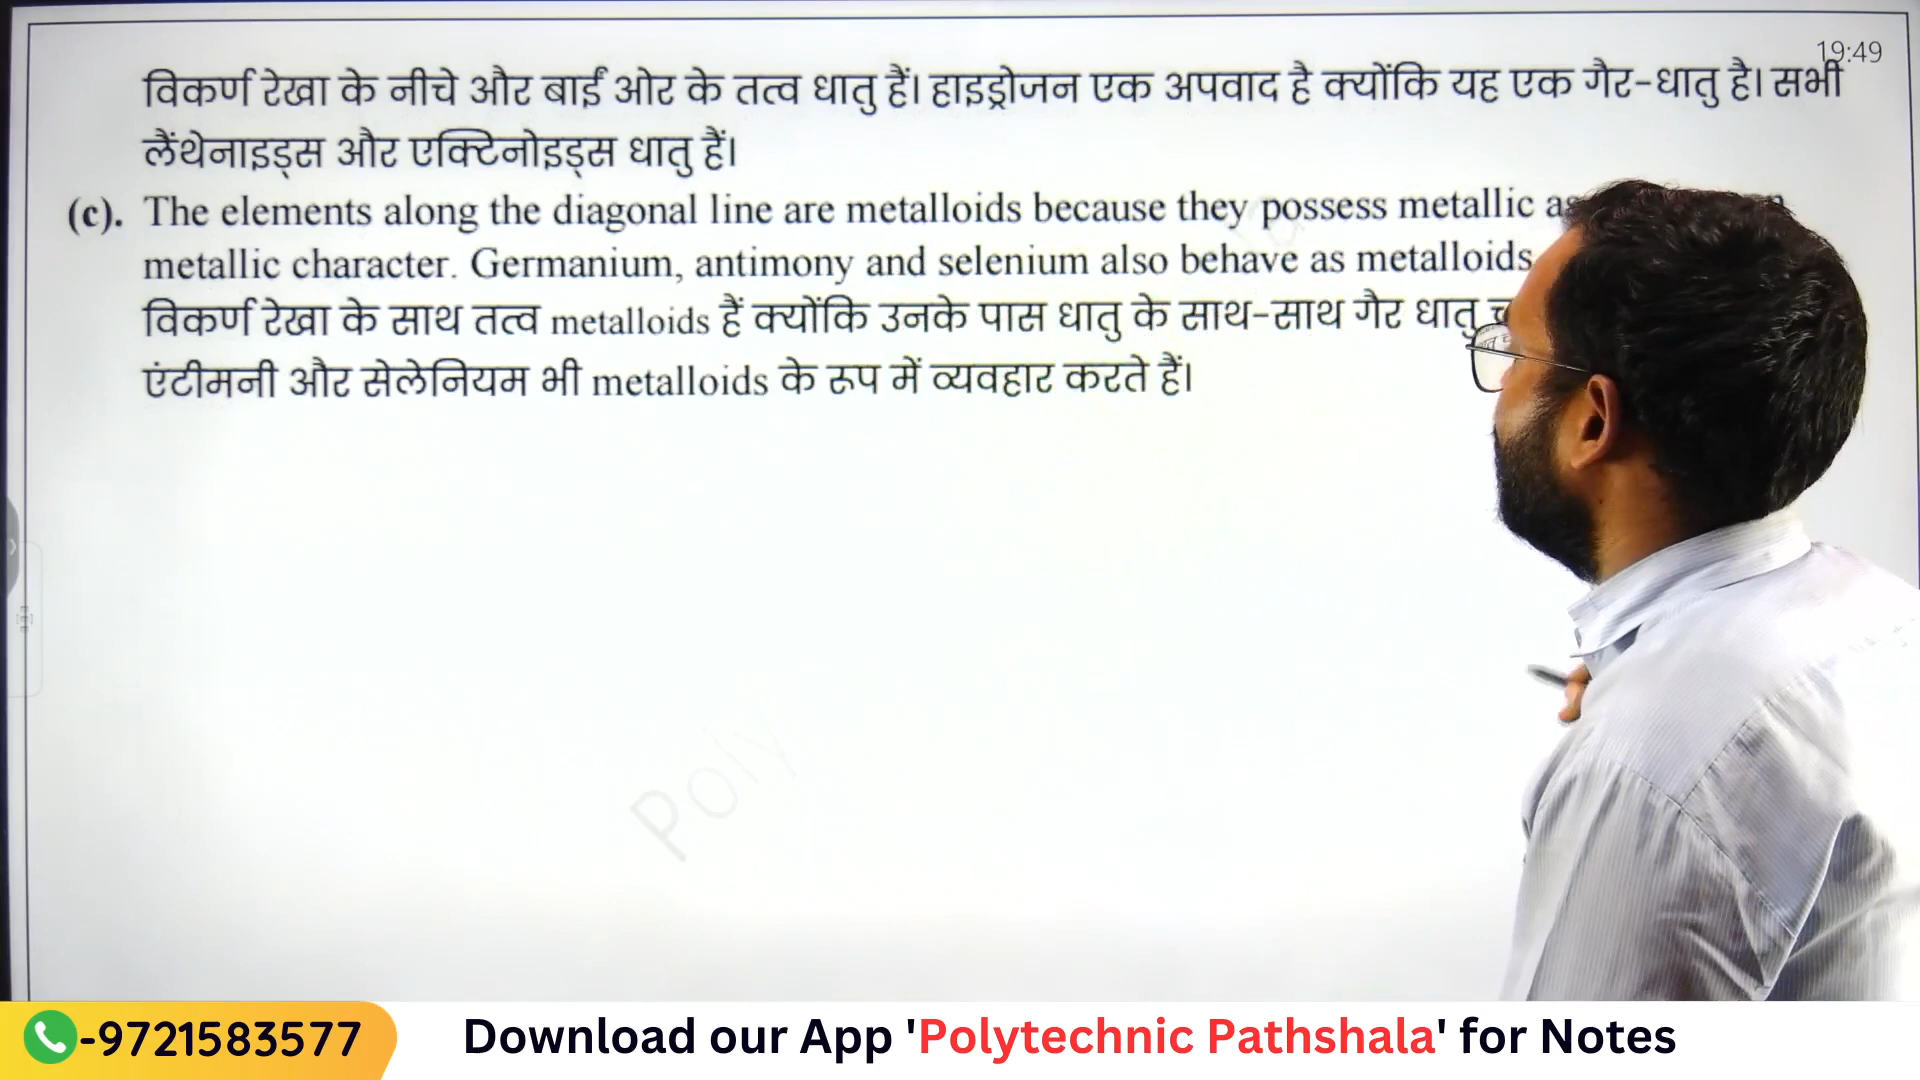 19:49
विकर्ण रेखा के नीचे और बाईं ओर के तत्व धातु हैं। हाइड्रोजन एक अपवाद है क्योंकि यह एक गैर-धातु है। सभी
लैंथेनाइड्स और एक्टिनोइड्स धातु हैं।
(c). The elements along the diagonal line are metalloids because they possess metallic as
metallic character. Germanium, antimony and selenium also behave as metalloids
विकर्ण रेखा के साथ तत्व metalloids हैं क्योंकि उनके पास धातु के साथ-साथ गैर धातु
एंटीमनी और सेलेनियम भी metalloids के रूप में व्यवहार करते हैं।
Poly
-9721583577 Download our App 'Polytechnic Pathshala' for Notes